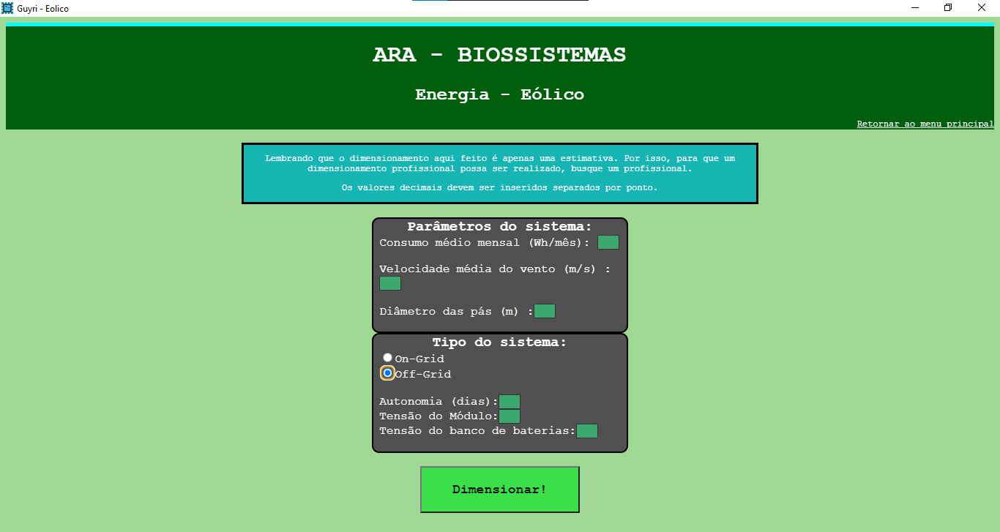 Guyri - Eolico
ARA - BIOSSISTEMAS
Energia - Eólico
Retornar ao menu principal
Lembrando que o dimensionamento aqui feito é apenas uma estimativa. Por isso, para que um
dimensionamento profissional possa ser realizado, busque um profissional.
Os valores decimais devem ser inseridos separados por ponto.
Parâmetros do sistema:
Consumo médio mensal (Wh/mês):
Velocidade média do vento (m/s) :
Diâmetro das pás (m) :
Tipo do sistema:
On-Grid
Off-Grid
Autonomia (dias):
Tensão do Módulo:
Tensão do banco de baterias:
Dimensionar!